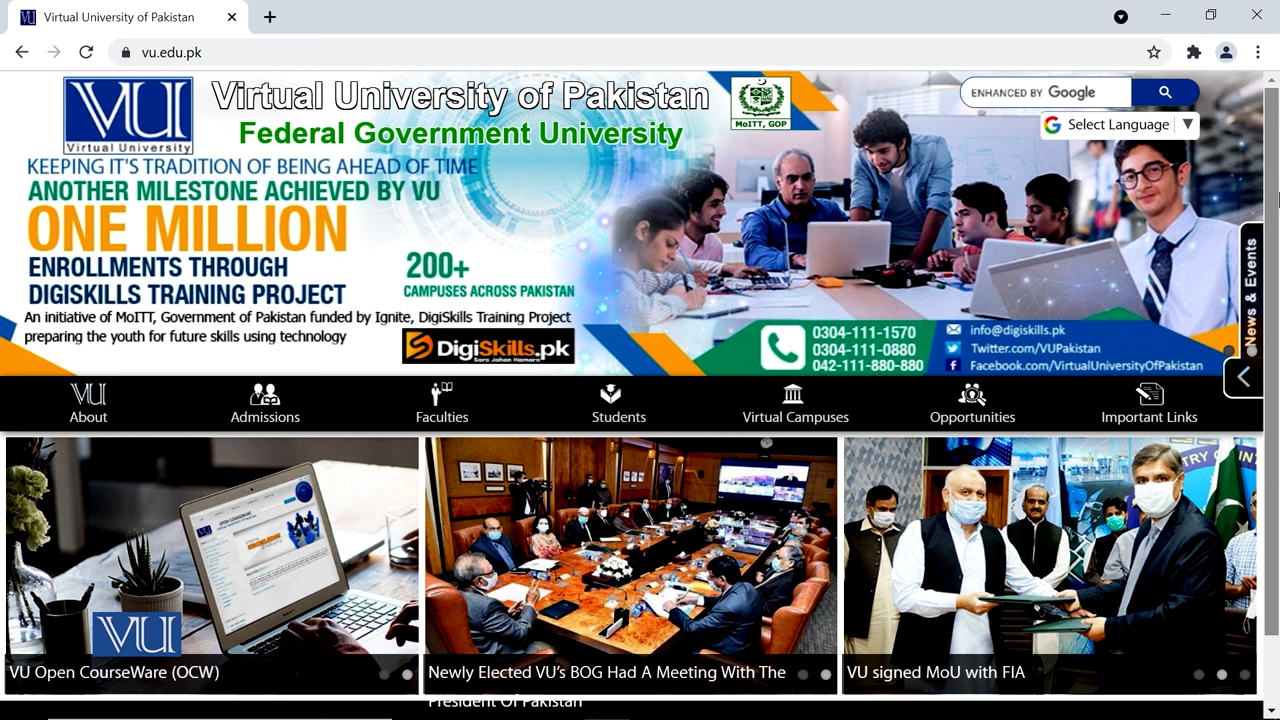 Virtual University of Pakistan
vu.edu.pk
VU
Virtual University
Virtual University of Pakistan
Federal Government University
MoITT, GOP
ENHANCED BY Google
Select Language
KEEPING IT'S TRADITION OF BEING AHEAD OF TIME
ANOTHER MILESTONE ACHIEVED BY VU
ONE MILLION
ENROLLMENTS THROUGH
DIGISKILLS TRAINING PROJECT
200+
CAMPUSES ACROSS PAKISTAN
An initiative of MoITT, Government of Pakistan funded by Ignite, DigiSkills Training Project
preparing the youth for future skills using technology
DigiSkills.pk
Sara Jahan Hamara
0304-111-1570
0304-111-0880
042-111-880-880
info@digiskills.pk
Twitter.com/VUPakistan
Facebook.com/VirtualUniversityOfPakistan
News & Events
VU
About
Admissions
Faculties
Students
Virtual Campuses
Opportunities
Important Links
VU
VU Open CourseWare (OCW)
Newly Elected VU’s BOG Had A Meeting With The
President Of Pakistan
VU signed MoU with FIA